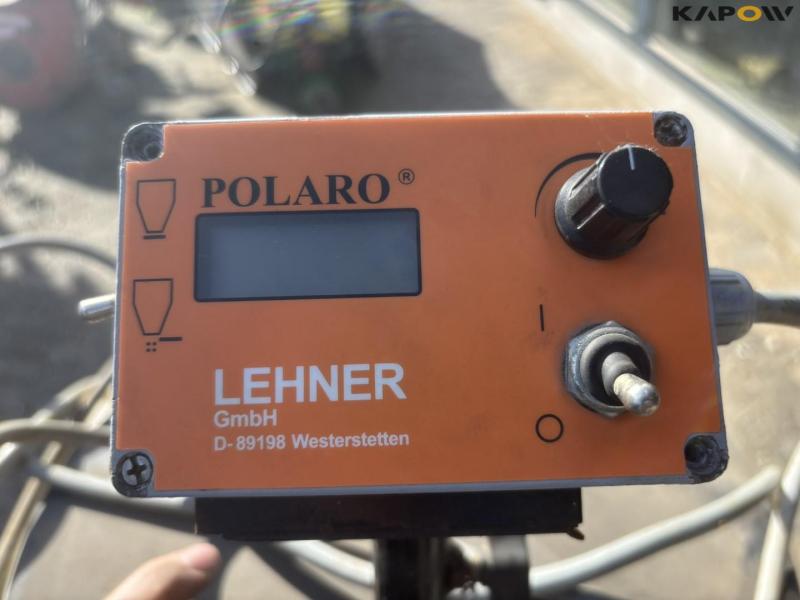 KAPOW
POLARO®
I
LEHNER
GmbH
D-89198 Westerstetten
O